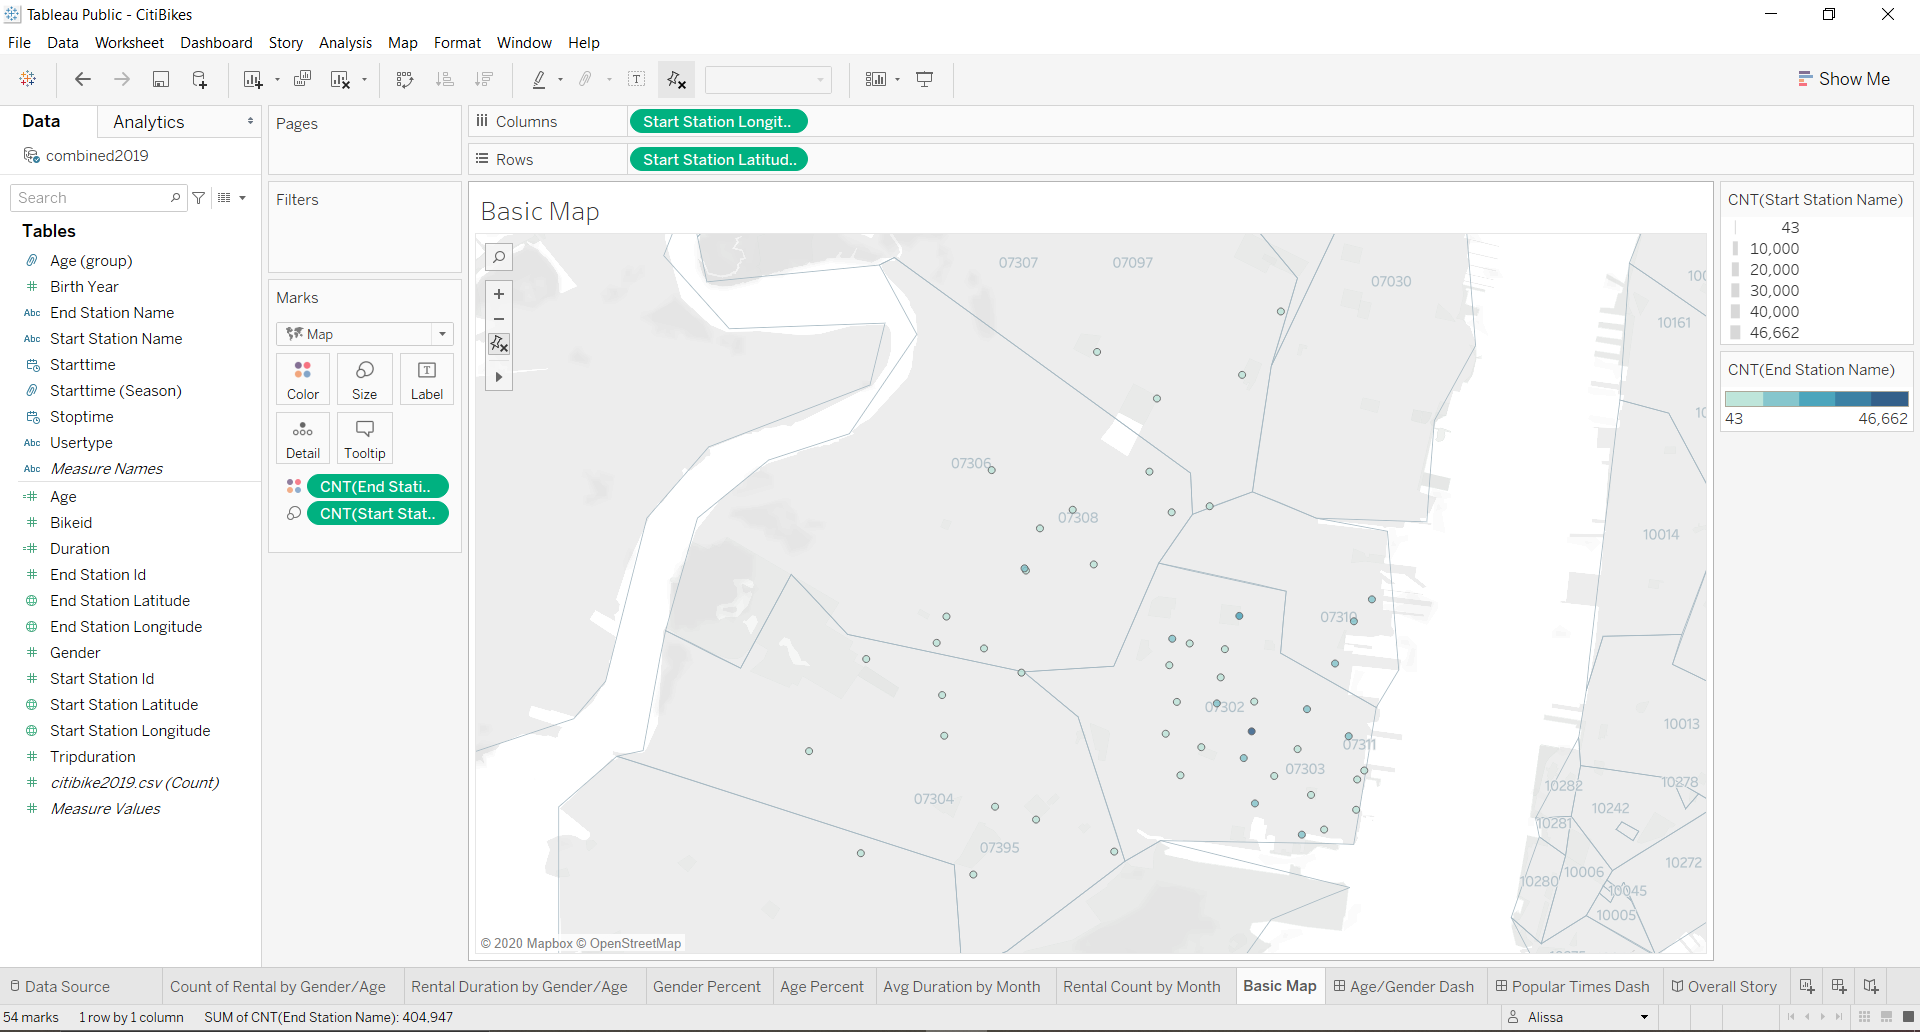 Tableau Public - CitiBikes
File Data Worksheet Dashboard Story Analysis Map Format Window Help
Show Me
Data Analytics
combined2019
Search
Tables
Age (group)
Birth Year
Abc End Station Name
Abc Start Station Name
Starttime
Starttime (Season)
Stoptime
Abc Usertype
Abc Measure Names
Age
Bikeid
Duration
End Station Id
End Station Latitude
End Station Longitude
Gender
Start Station Id
Start Station Latitude
Start Station Longitude
Tripduration
citibike2019.csv (Count)
Measure Values
Pages
Filters
Marks
Map
Color Size Label
Detail Tooltip
CNT(End Stati..
CNT(Start Stat..
Columns Start Station Longit..
Rows Start Station Latitud..
Basic Map
07307 07097
07030
10161
07306
07308
10014
07310
07302
10013
07311
07303
10282 10278
07304
10242
10281
07395
10272
10006
10280
10045
10005
© 2020 Mapbox © OpenStreetMap
CNT(Start Station Name)
43
10,000
20,000
30,000
40,000
46,662
CNT(End Station Name)
43 46,662
Data Source Count of Rental by Gender/Age Rental Duration by Gender/Age Gender Percent Age Percent Avg Duration by Month Rental Count by Month Basic Map Age/Gender Dash Popular Times Dash Overall Story
54 marks 1 row by 1 column SUM of CNT(End Station Name): 404,947 Alissa